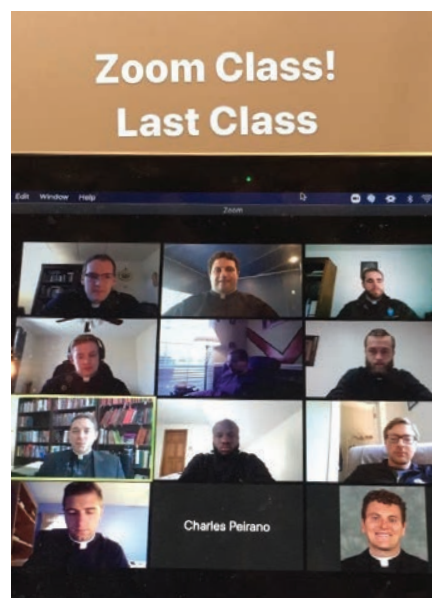 Zoom Class!
Last Class
Edit Window Help
Zoom
Charles Peirano